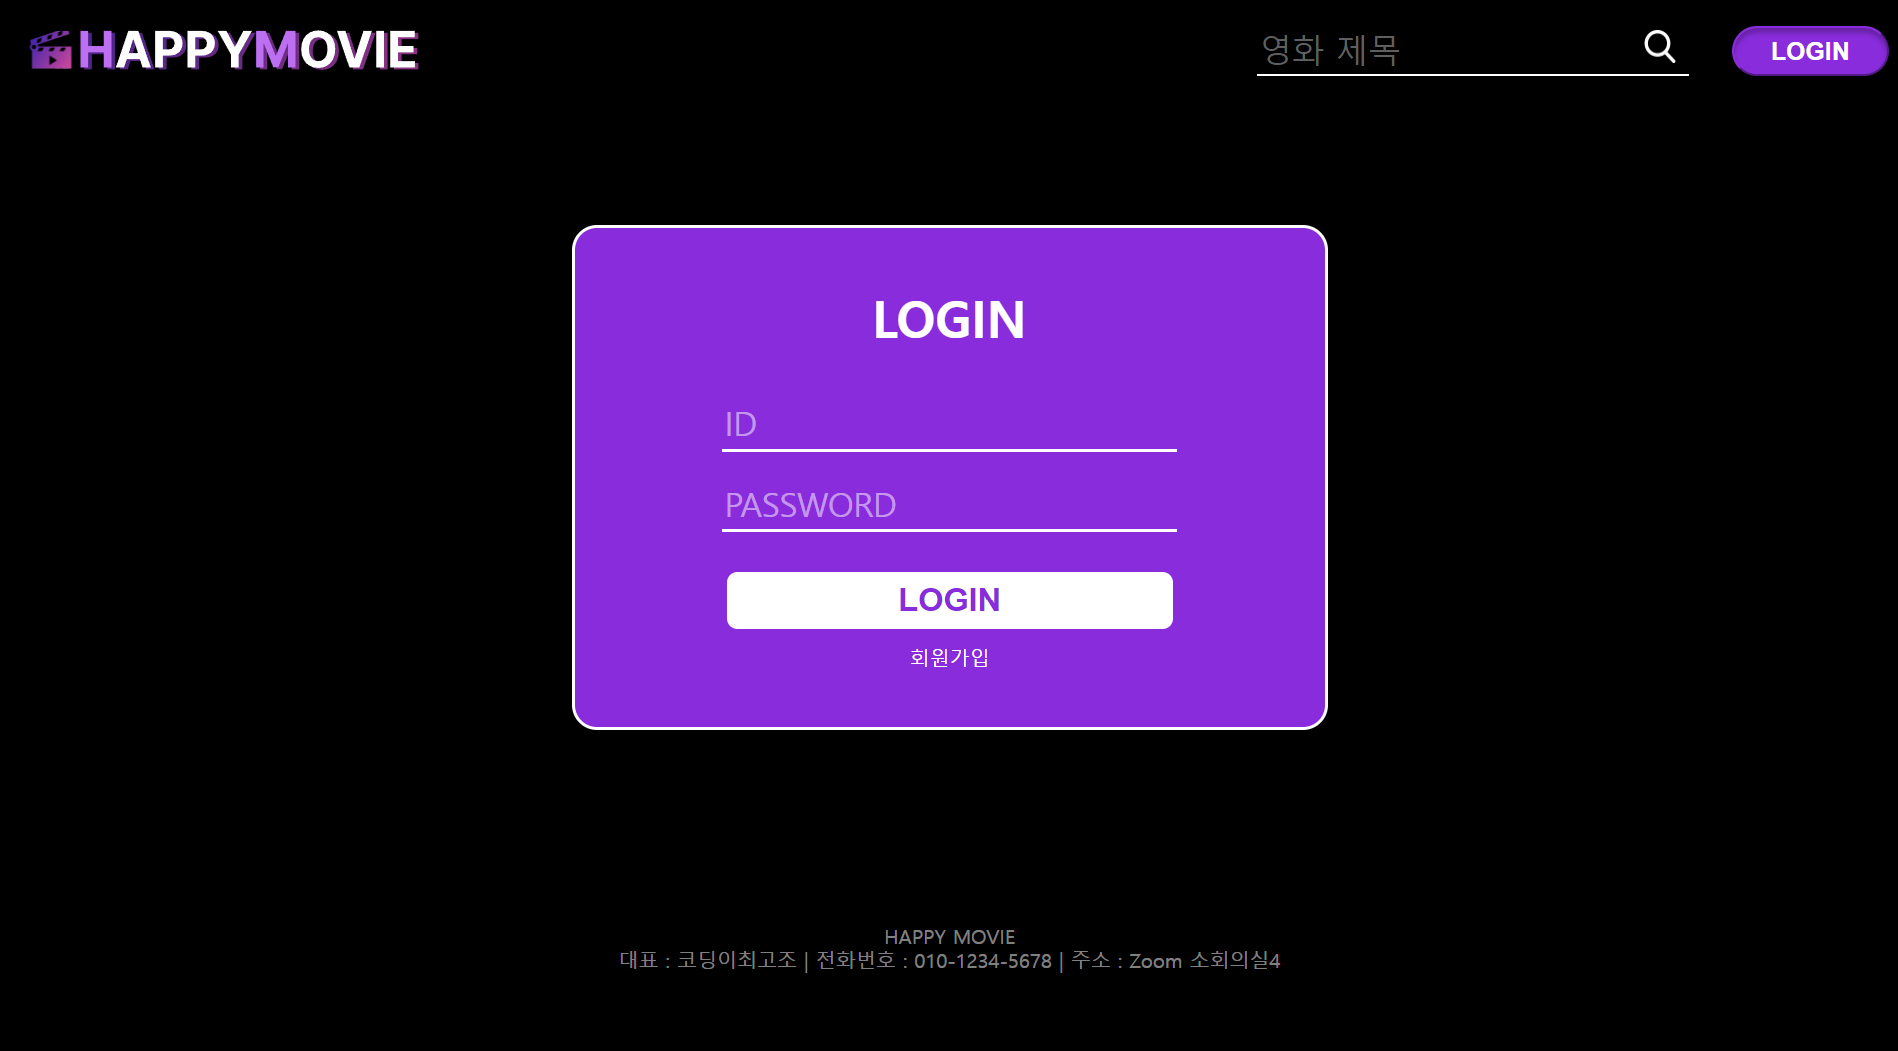 HAPPYMOVIE
영화 제목
LOGIN
LOGIN
ID
PASSWORD
LOGIN
회원가입
HAPPY MOVIE
대표 : 코딩이최고조 | 전화번호 : 010-1234-5678 | 주소 : Zoom 소회의실4